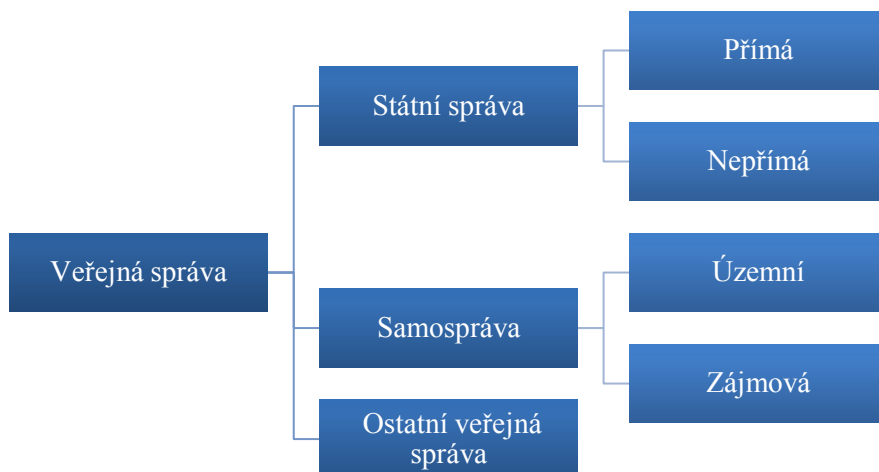 Veřejná správa
Státní správa
Přímá
Nepřímá
Samospráva
Územní
Zájmová
Ostatní veřejná
správa